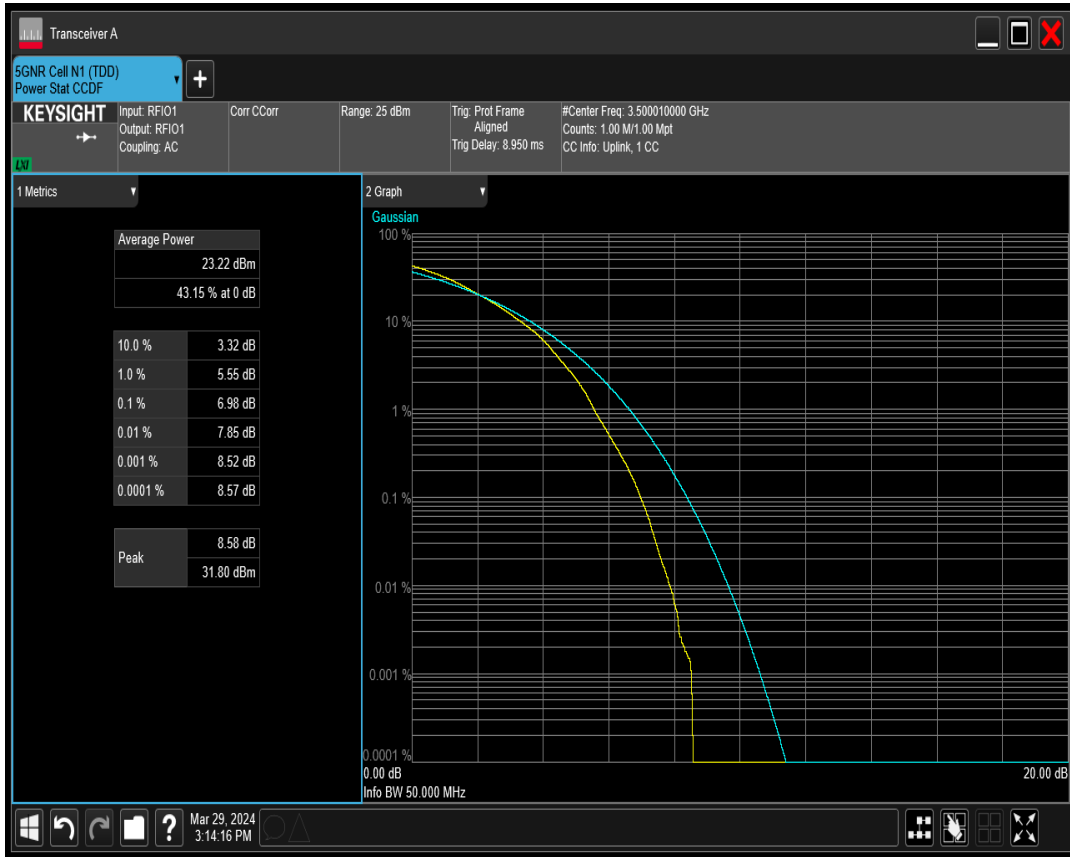 Transceiver A
5GNR Cell N1 (TDD)
Power Stat CCDF
KEYSIGHT
LXI
Input: RFIO1
Output: RFIO1
Coupling: AC
Corr CCorr
Range: 25 dBm
Trig: Prot Frame
Aligned
Trig Delay: 8.950 ms
#Center Freq: 3.500010000 GHz
Counts: 1.00 M/1.00 Mpt
CC Info: Uplink, 1 CC
1 Metrics
Average Power
23.22 dBm
43.15 % at 0 dB
10.0 % 3.32 dB
1.0 % 5.55 dB
0.1 % 6.98 dB
0.01 % 7.85 dB
0.001 % 8.52 dB
0.0001 % 8.57 dB
Peak
8.58 dB
31.80 dBm
2 Graph
Gaussian
100 %
10 %
1 %
0.1 %
0.01 %
0.001 %
0.0001 %
0.00 dB 20.00 dB
Info BW 50.000 MHz
?
Mar 29, 2024
3:14:16 PM